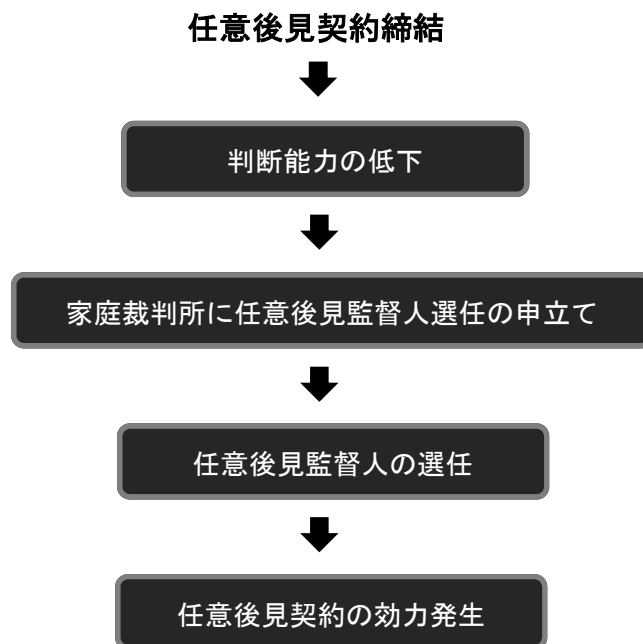 任意後見契約締結
判断能力の低下
家庭裁判所に任意後見監督人選任の申立て
任意後見監督人の選任
任意後見契約の効力発生